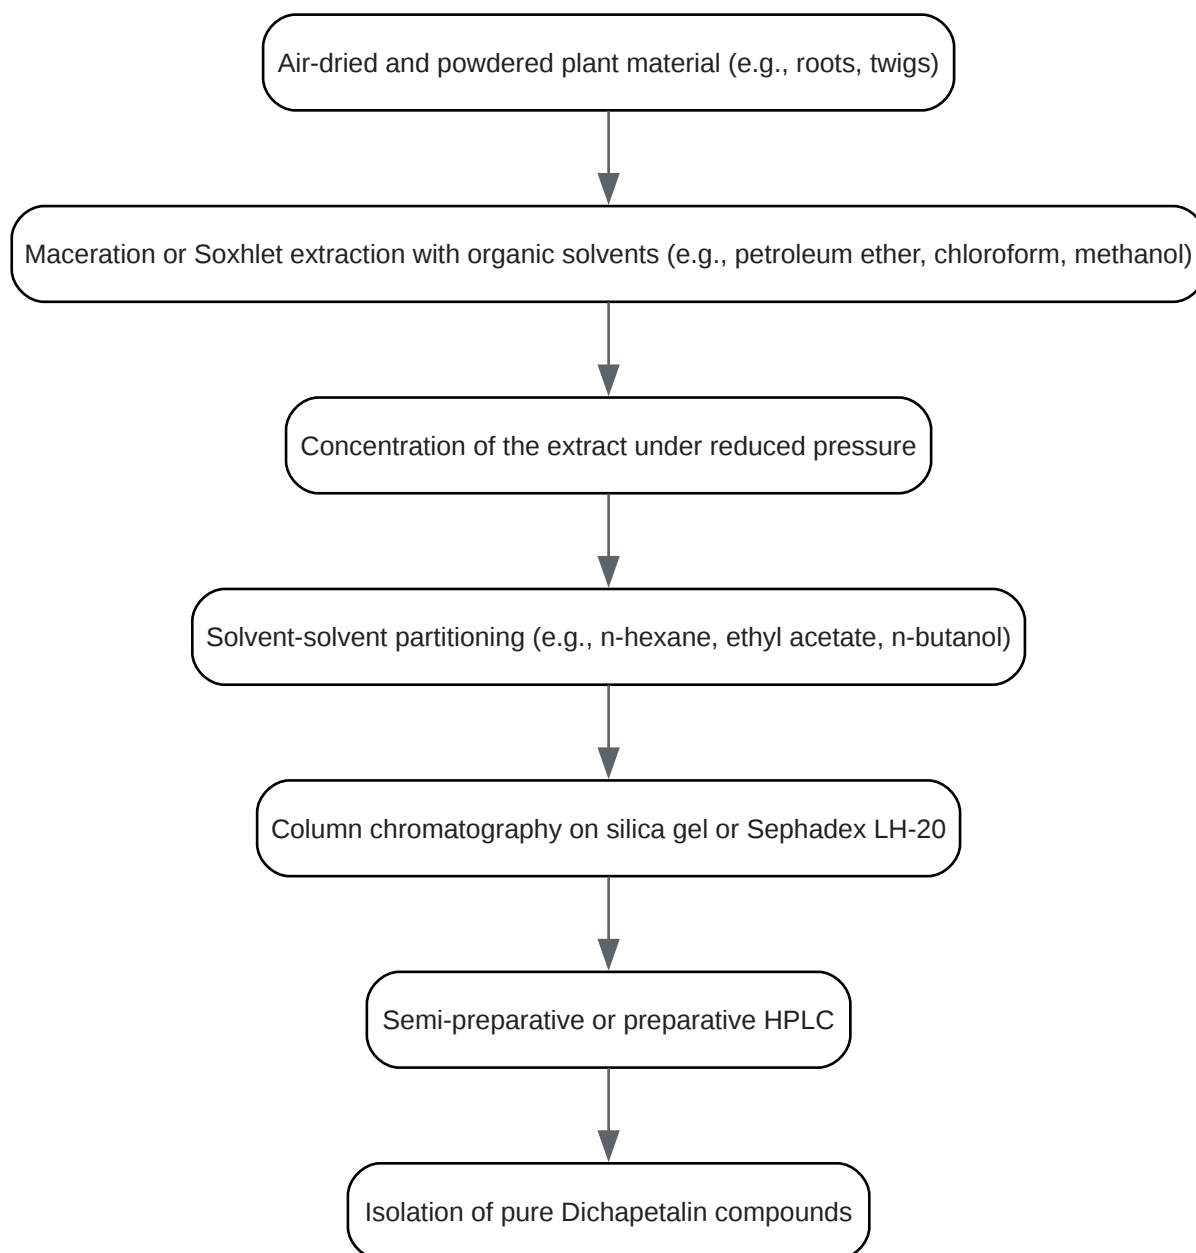 Air-dried and powdered plant material (e.g., roots, twigs)
Maceration or Soxhlet extraction with organic solvents (e.g., petroleum ether, chloroform, methanol)
Concentration of the extract under reduced pressure
Solvent-solvent partitioning (e.g., n-hexane, ethyl acetate, n-butanol)
Column chromatography on silica gel or Sephadex LH-20
Semi-preparative or preparative HPLC
Isolation of pure Dichapetalin compounds